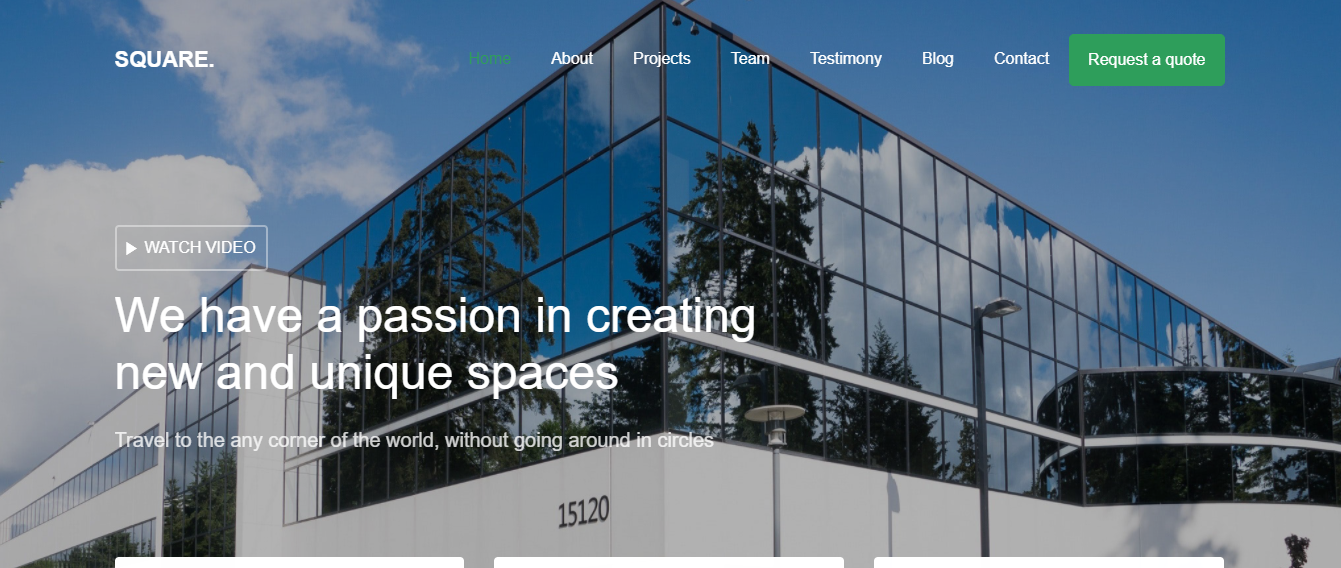 SQUARE.
Home About Projects Team Testimony Blog Contact Request a quote
WATCH VIDEO
We have a passion in creating
new and unique spaces
Travel to the any corner of the world, without going around in circles
15120